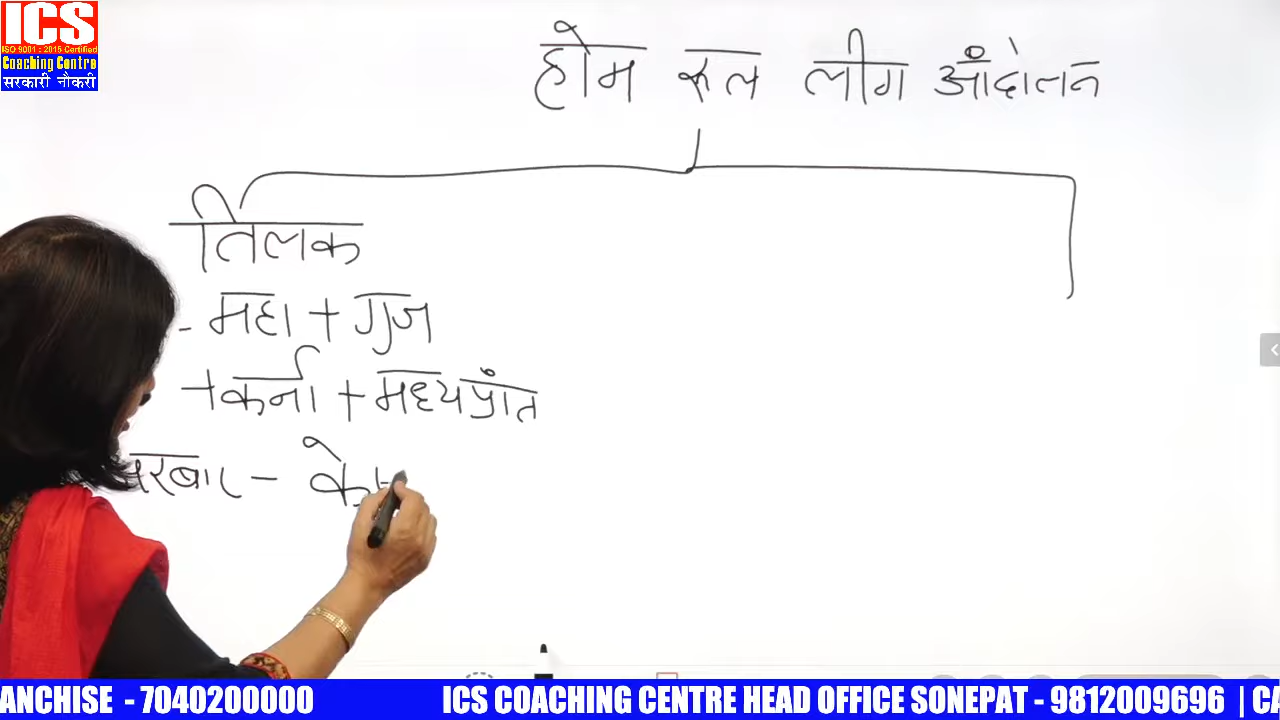 ICS
ISO 9001 : 2015 Certified
Coaching Centre
सरकारी नौकरी
होम रूल लीग आंदोलन
तिलक
- महा + गुज
+ कर्ना + मध्यप्रांत
ANCHISE - 7040200000 ICS COACHING CENTRE HEAD OFFICE SONEPAT - 9812009696 | CA